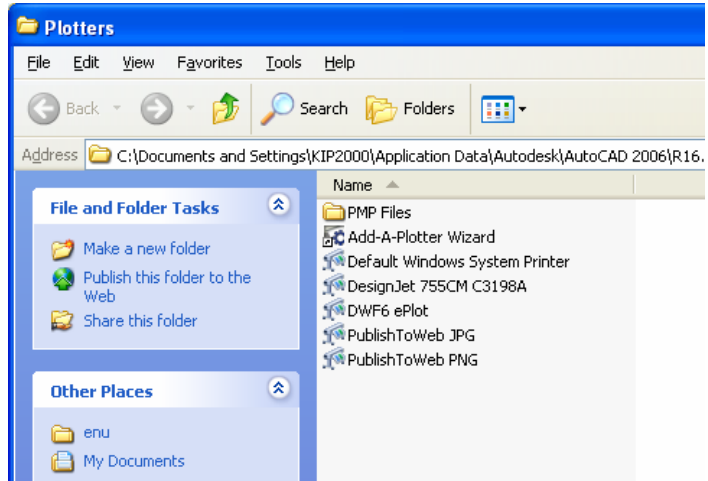 Plotters
File Edit View Favorites Tools Help
Back Search Folders
Address C:\Documents and Settings\KIP2000\Application Data\Autodesk\AutoCAD 2006\R16.
Name
File and Folder Tasks
Make a new folder
Publish this folder to the
Web
Share this folder
Other Places
enu
My Documents
PMP Files
Add-A-Plotter Wizard
Default Windows System Printer
DesignJet 755CM C3198A
DWF6 ePlot
PublishToWeb JPG
PublishToWeb PNG